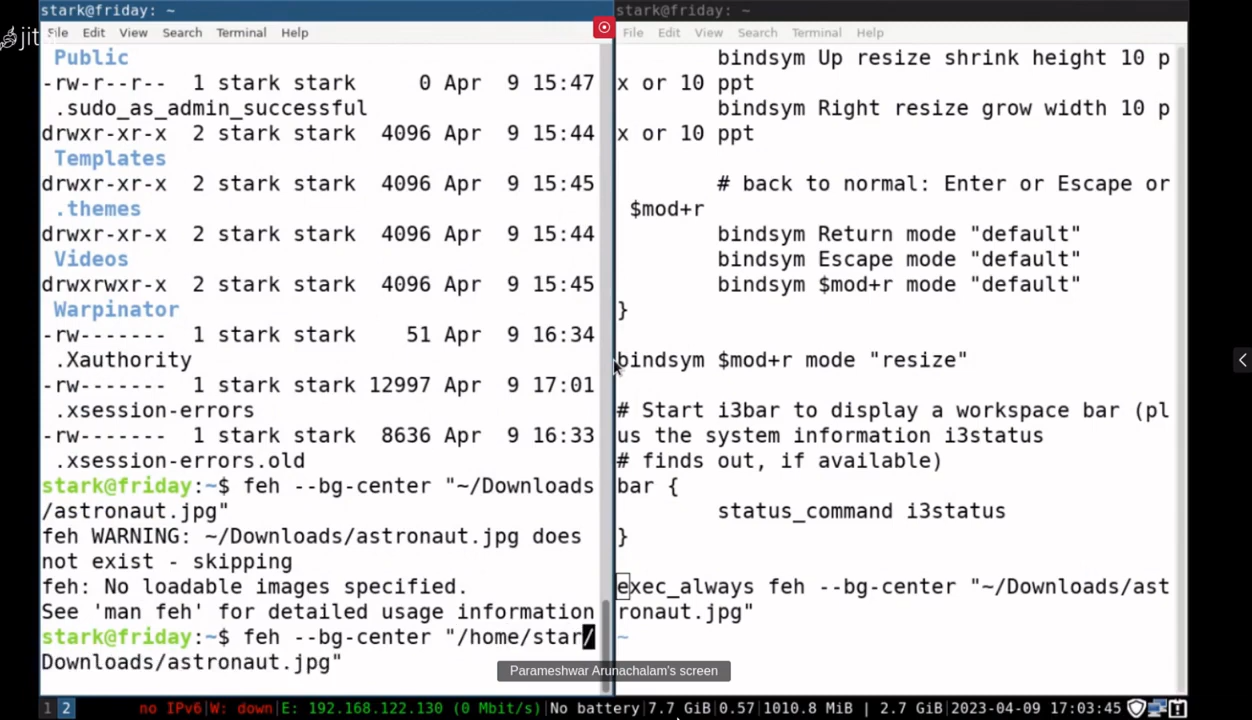 stark@friday: ~
File Edit View Search Terminal Help
jit
Public
-rw-r--r-- 1 stark stark 0 Apr 9 15:47
.sudo_as_admin_successful
drwxr-xr-x 2 stark stark 4096 Apr 9 15:44
Templates
drwxr-xr-x 2 stark stark 4096 Apr 9 15:45
.themes
drwxr-xr-x 2 stark stark 4096 Apr 9 15:44
Videos
drwxrwxr-x 2 stark stark 4096 Apr 9 15:45
Warpinator
-rw------- 1 stark stark 51 Apr 9 16:34
.Xauthority
-rw------- 1 stark stark 12997 Apr 9 17:01
.xsession-errors
-rw------- 1 stark stark 8636 Apr 9 16:33
.xsession-errors.old
stark@friday:~$ feh --bg-center "~/Downloads
/astronaut.jpg"
feh WARNING: ~/Downloads/astronaut.jpg does
not exist - skipping
feh: No loadable images specified.
See 'man feh' for detailed usage information
stark@friday:~$ feh --bg-center "/home/star/
Downloads/astronaut.jpg"
stark@friday: ~
File Edit View Search Terminal Help
bindsym Up resize shrink height 10 p
x or 10 ppt
bindsym Right resize grow width 10 p
x or 10 ppt
# back to normal: Enter or Escape or
$mod+r
bindsym Return mode "default"
bindsym Escape mode "default"
bindsym $mod+r mode "default"
}
bindsym $mod+r mode "resize"
# Start i3bar to display a workspace bar (pl
us the system information i3status
# finds out, if available)
bar {
status_command i3status
}
exec_always feh --bg-center "~/Downloads/ast
ronaut.jpg"
~
Parameshwar Arunachalam's screen
1 2 no IPv6|W: down|E: 192.168.122.130 (0 Mbit/s)|No battery|7.7 GiB|0.57|1010.8 MiB | 2.7 GiB|2023-04-09 17:03:45